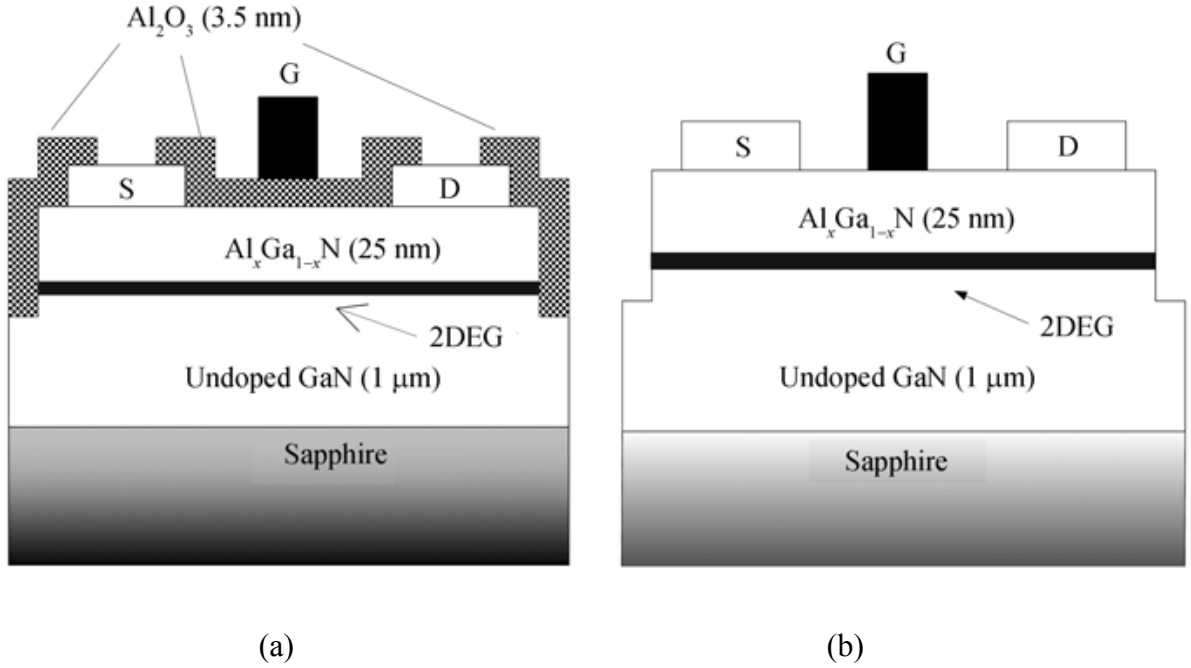 Al₂O₃ (3.5 nm)
G
S
D
AlₓGa₁₋ₓN (25 nm)
2DEG
Undoped GaN (1 μm)
Sapphire
(a)
G
S
D
AlₓGa₁₋ₓN (25 nm)
2DEG
Undoped GaN (1 μm)
Sapphire
(b)